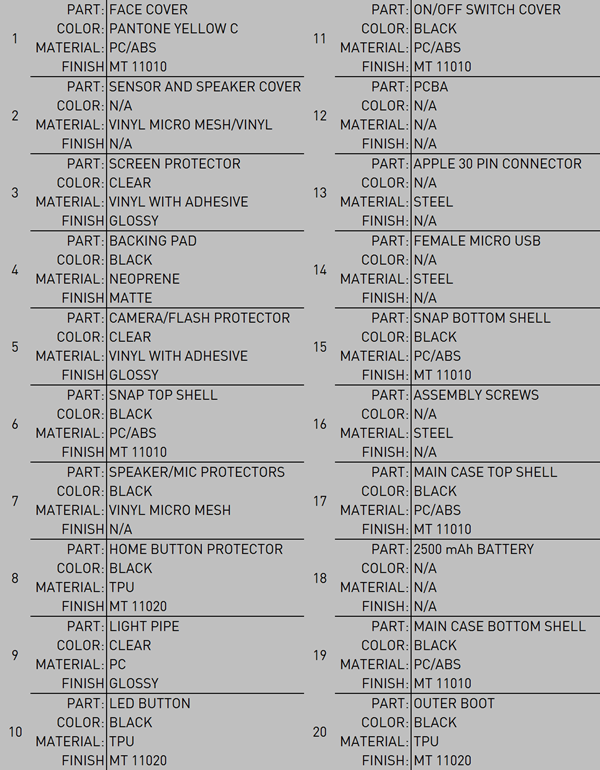 1
PART: FACE COVER
COLOR: PANTONE YELLOW C
MATERIAL: PC/ABS
FINISH MT 11010
2
PART: SENSOR AND SPEAKER COVER
COLOR: N/A
MATERIAL: VINYL MICRO MESH/VINYL
FINISH N/A
3
PART: SCREEN PROTECTOR
COLOR: CLEAR
MATERIAL: VINYL WITH ADHESIVE
FINISH GLOSSY
4
PART: BACKING PAD
COLOR: BLACK
MATERIAL: NEOPRENE
FINISH MATTE
5
PART: CAMERA/FLASH PROTECTOR
COLOR: CLEAR
MATERIAL: VINYL WITH ADHESIVE
FINISH GLOSSY
6
PART: SNAP TOP SHELL
COLOR: BLACK
MATERIAL: PC/ABS
FINISH MT 11010
7
PART: SPEAKER/MIC PROTECTORS
COLOR: BLACK
MATERIAL: VINYL MICRO MESH
FINISH N/A
8
PART: HOME BUTTON PROTECTOR
COLOR: BLACK
MATERIAL: TPU
FINISH MT 11020
9
PART: LIGHT PIPE
COLOR: CLEAR
MATERIAL: PC
FINISH GLOSSY
10
PART: LED BUTTON
COLOR: BLACK
MATERIAL: TPU
FINISH MT 11020
11
PART: ON/OFF SWITCH COVER
COLOR: BLACK
MATERIAL: PC/ABS
FINISH: MT 11010
12
PART: PCBA
COLOR: N/A
MATERIAL: N/A
FINISH: N/A
13
PART: APPLE 30 PIN CONNECTOR
COLOR: N/A
MATERIAL: STEEL
FINISH: N/A
14
PART: FEMALE MICRO USB
COLOR: N/A
MATERIAL: STEEL
FINISH: N/A
15
PART: SNAP BOTTOM SHELL
COLOR: BLACK
MATERIAL: PC/ABS
FINISH: MT 11010
16
PART: ASSEMBLY SCREWS
COLOR: N/A
MATERIAL: STEEL
FINISH: N/A
17
PART: MAIN CASE TOP SHELL
COLOR: BLACK
MATERIAL: PC/ABS
FINISH: MT 11010
18
PART: 2500 mAh BATTERY
COLOR: N/A
MATERIAL: N/A
FINISH: N/A
19
PART: MAIN CASE BOTTOM SHELL
COLOR: BLACK
MATERIAL: PC/ABS
FINISH: MT 11010
20
PART: OUTER BOOT
COLOR: BLACK
MATERIAL: TPU
FINISH: MT 11020